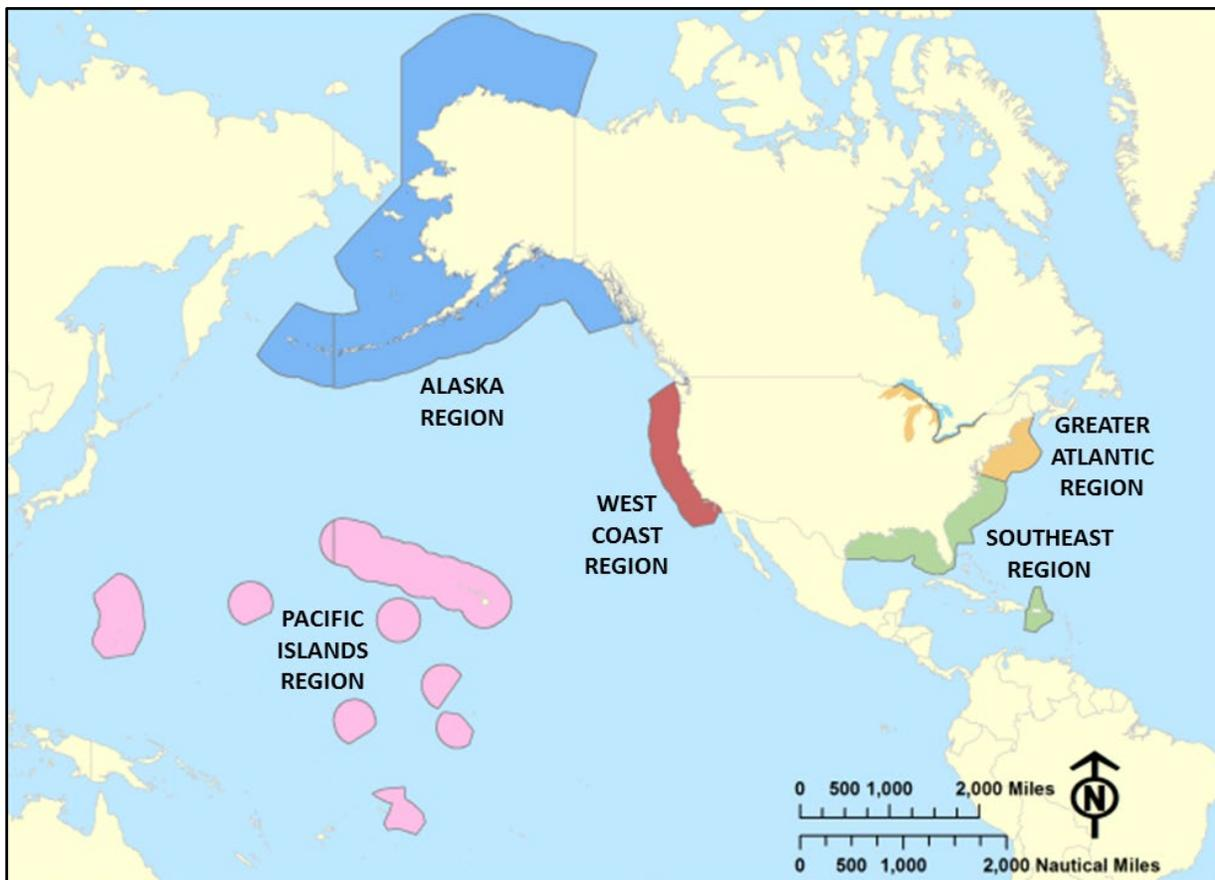 ALASKA
REGION
GREATER
ATLANTIC
REGION
WEST
COAST
REGION
SOUTHEAST
REGION
PACIFIC
ISLANDS
REGION
0 500 1,000 2,000 Miles
N
0 500 1,000 2,000 Nautical Miles